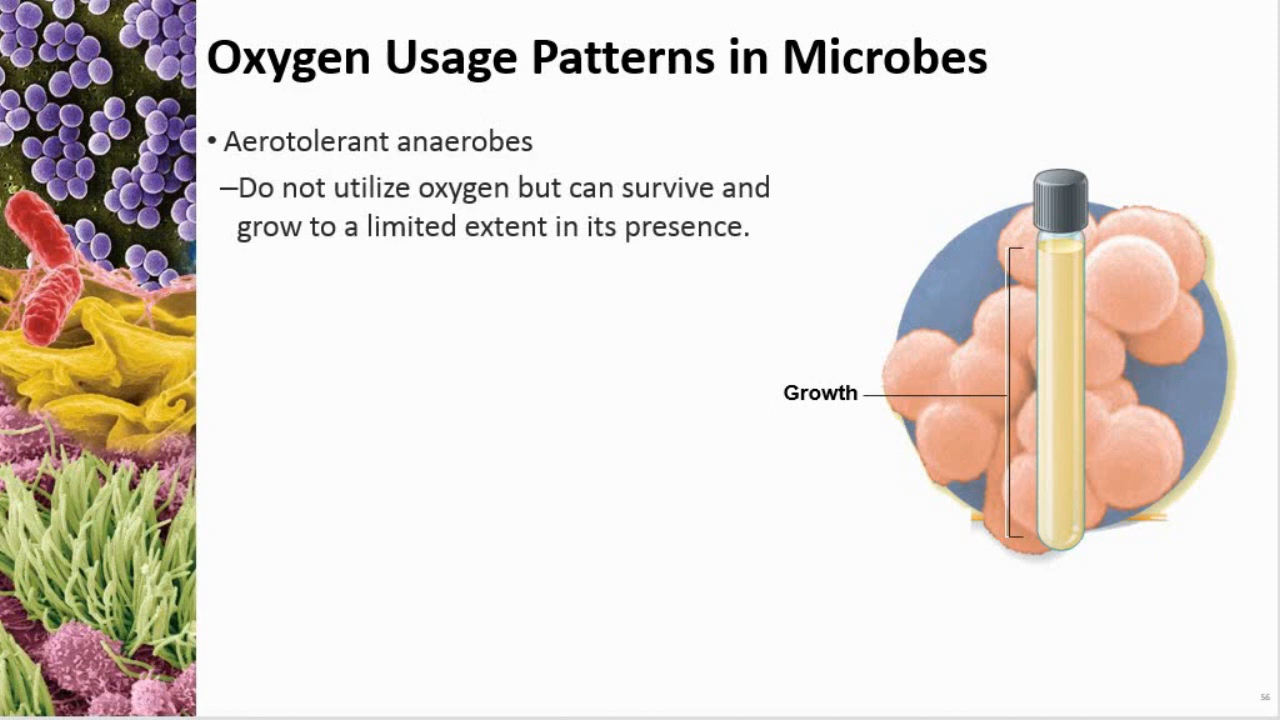 Oxygen Usage Patterns in Microbes
• Aerotolerant anaerobes
–Do not utilize oxygen but can survive and
grow to a limited extent in its presence.
Growth
56